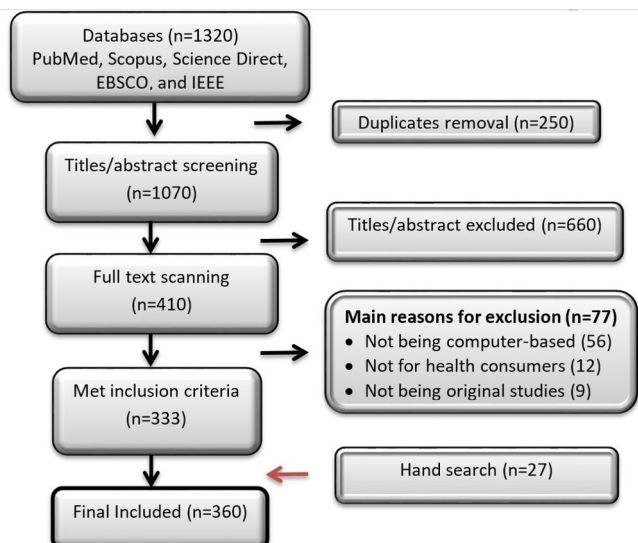 Databases (n=1320)
PubMed, Scopus, Science Direct,
EBSCO, and IEEE
Duplicates removal (n=250)
Titles/abstract screening
(n=1070)
Titles/abstract excluded (n=660)
Full text scanning
(n=410)
Main reasons for exclusion (n=77)
• Not being computer-based (56)
• Not for health consumers (12)
• Not being original studies (9)
Met inclusion criteria
(n=333)
Hand search (n=27)
Final Included (n=360)